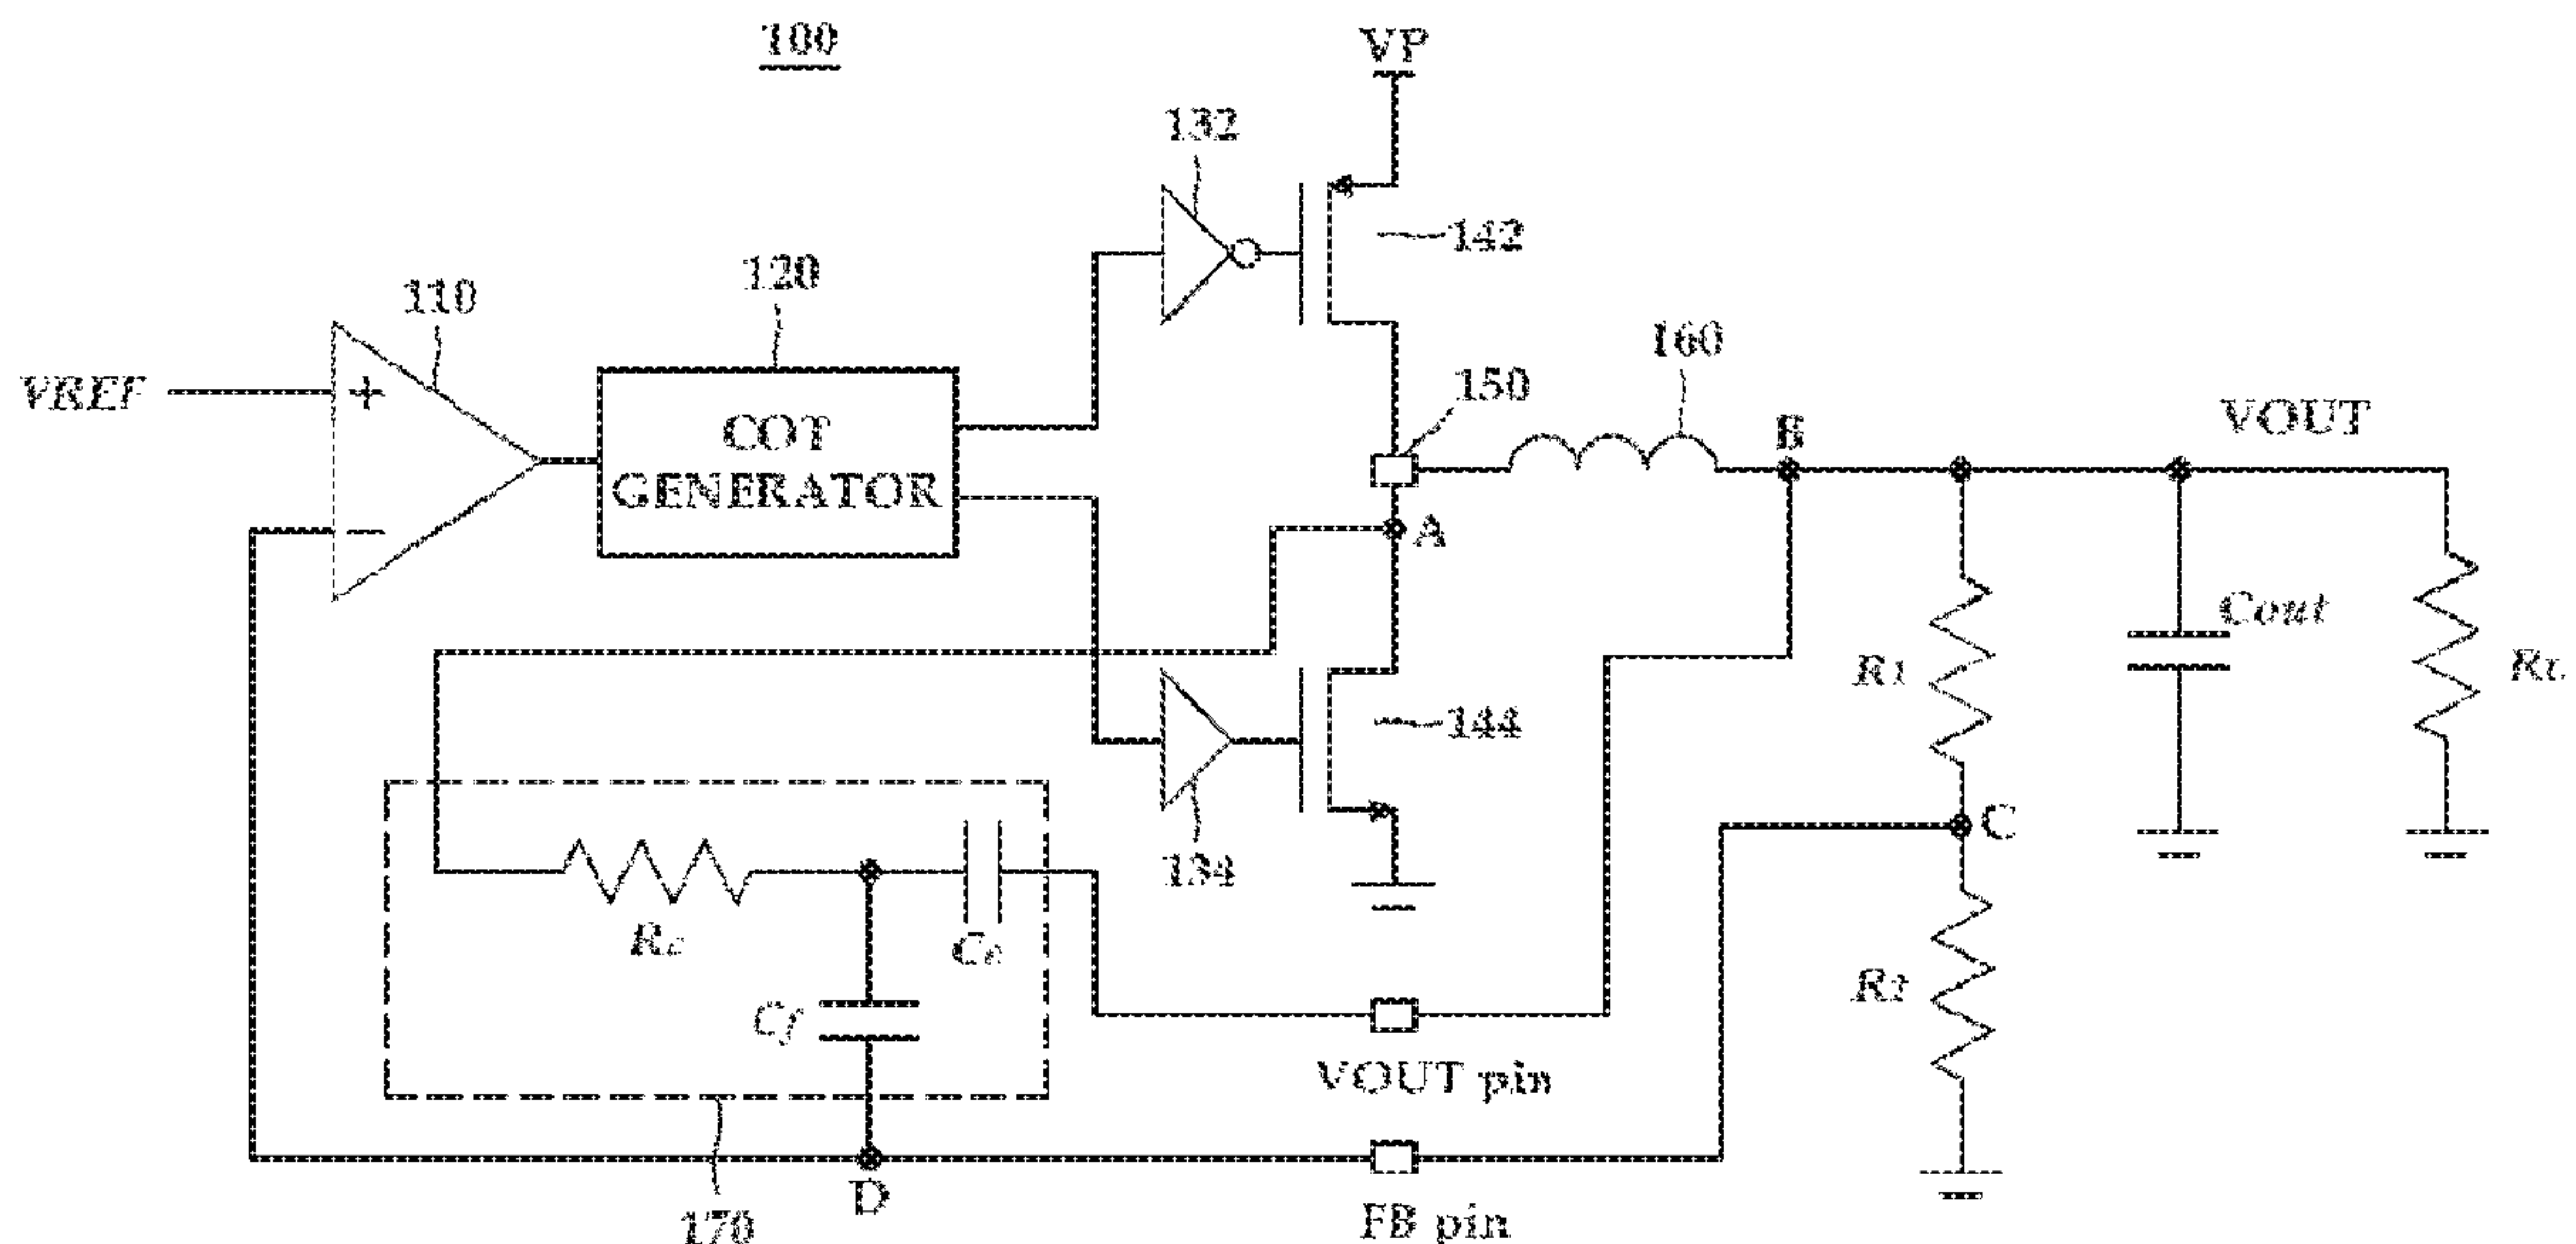 100
VP
132
142
120
110
160
150
VREF
+
COT
GENERATOR
B
VOUT
−
A
Cout
R1
RL
144
134
C
Rc
Cc
R2
Cf
VOUT pin
D
170
FB pin